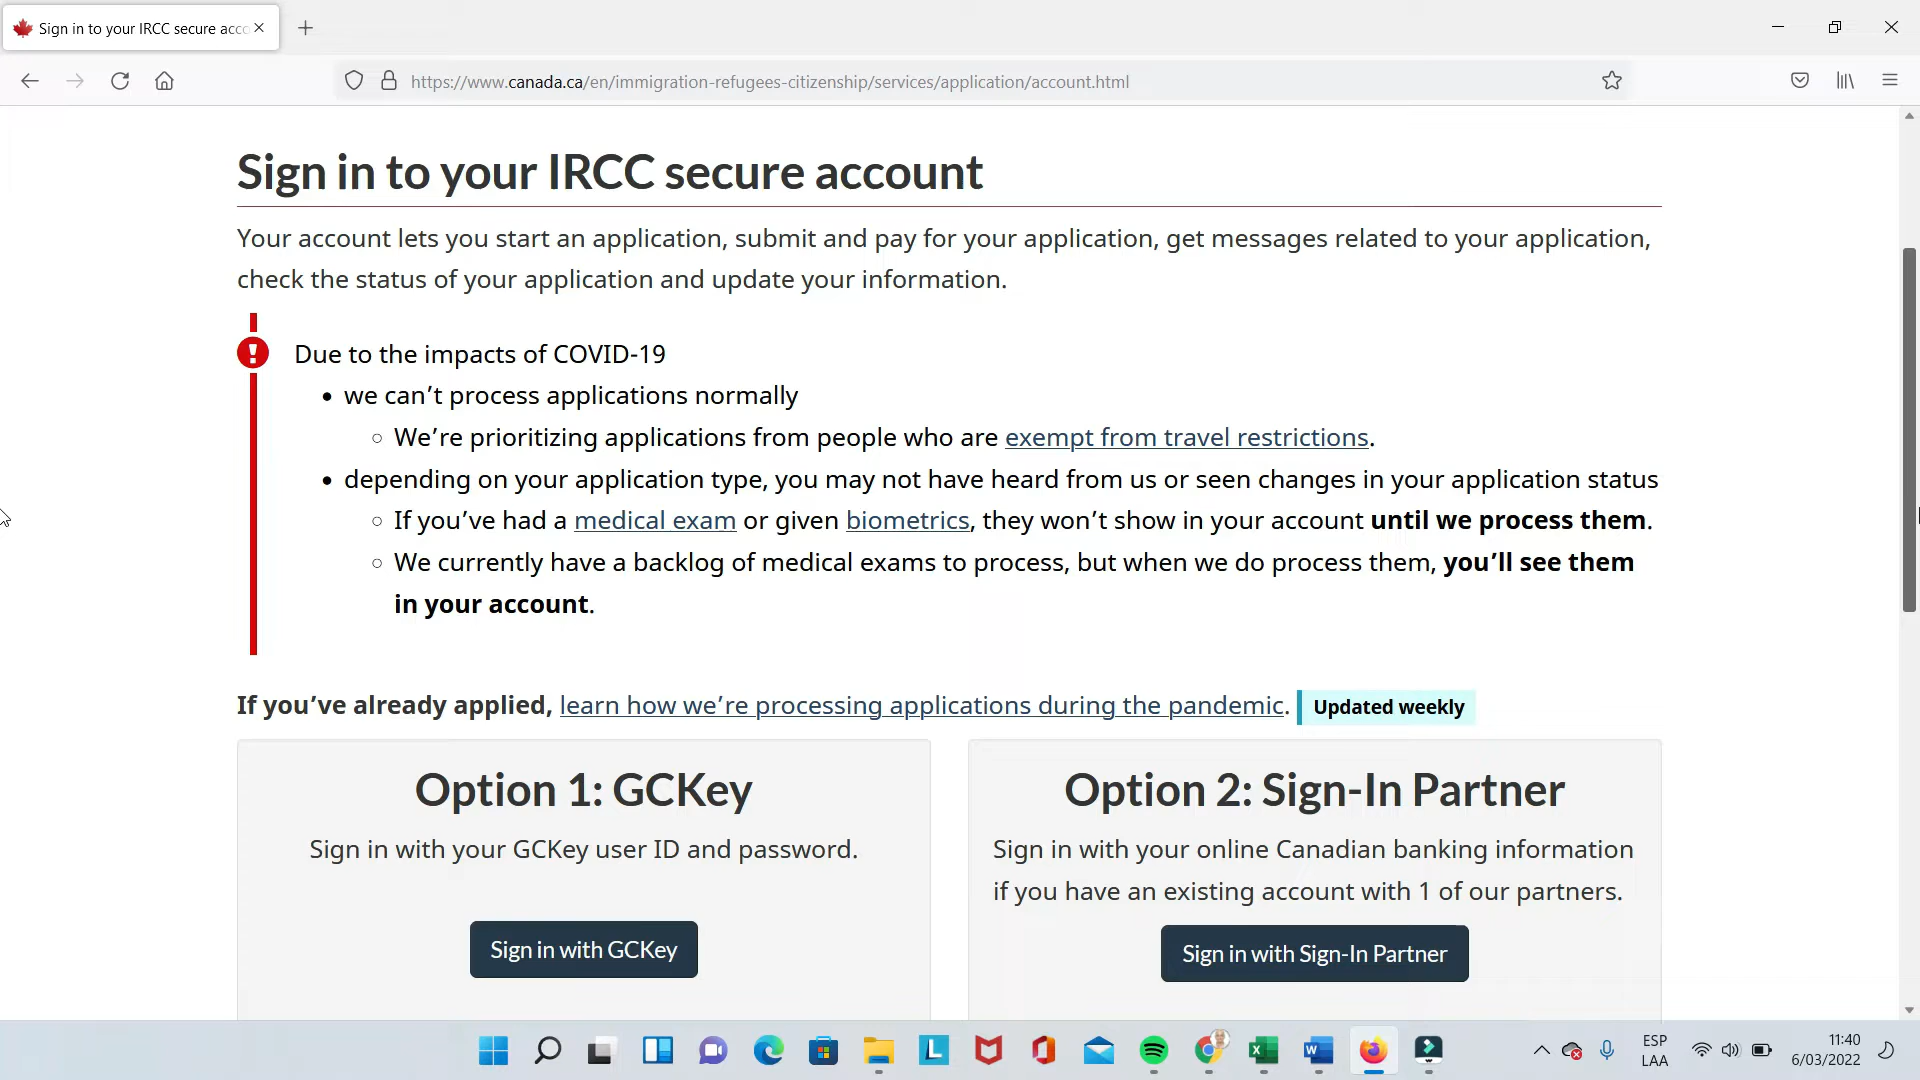 Sign in to your IRCC secure acc
https://www.canada.ca/en/immigration-refugees-citizenship/services/application/account.html
Sign in to your IRCC secure account
Your account lets you start an application, submit and pay for your application, get messages related to your application,
check the status of your application and update your information.
Due to the impacts of COVID-19
• we can’t process applications normally
○ We’re prioritizing applications from people who are exempt from travel restrictions.
• depending on your application type, you may not have heard from us or seen changes in your application status
○ If you’ve had a medical exam or given biometrics, they won’t show in your account until we process them.
○ We currently have a backlog of medical exams to process, but when we do process them, you’ll see them
in your account.
If you’ve already applied, learn how we’re processing applications during the pandemic. Updated weekly
Option 1: GCKey
Sign in with your GCKey user ID and password.
Sign in with GCKey
Option 2: Sign-In Partner
Sign in with your online Canadian banking information
if you have an existing account with 1 of our partners.
Sign in with Sign-In Partner
ESP
LAA
11:40
6/03/2022